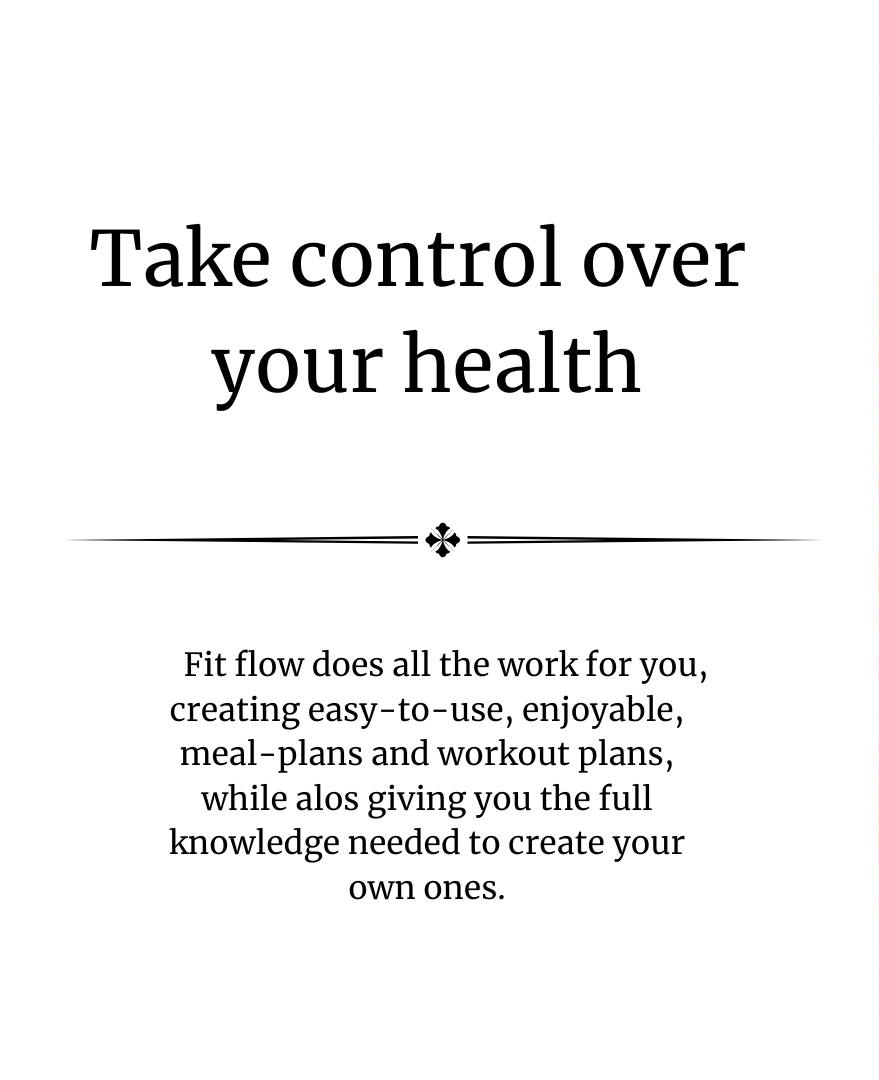 Take control over
your health
Fit flow does all the work for you,
creating easy-to-use, enjoyable,
meal-plans and workout plans,
while alos giving you the full
knowledge needed to create your
own ones.